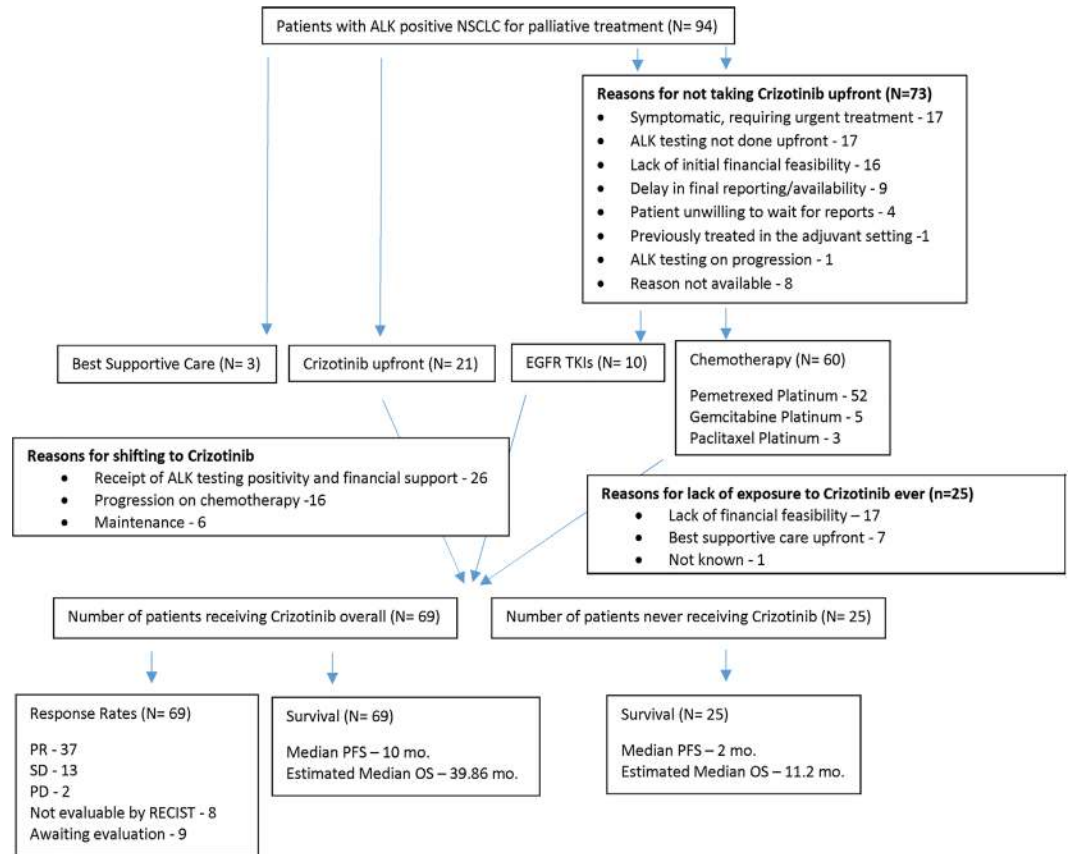 Patients with ALK positive NSCLC for palliative treatment (N= 94)
Reasons for not taking Crizotinib upfront (N=73)
• Symptomatic, requiring urgent treatment - 17
• ALK testing not done upfront - 17
• Lack of initial financial feasibility - 16
• Delay in final reporting/availability - 9
• Patient unwilling to wait for reports - 4
• Previously treated in the adjuvant setting -1
• ALK testing on progression - 1
• Reason not available - 8
Best Supportive Care (N= 3)
Crizotinib upfront (N= 21)
EGFR TKIs (N= 10)
Chemotherapy (N= 60)
Pemetrexed Platinum - 52
Gemcitabine Platinum - 5
Paclitaxel Platinum - 3
Reasons for shifting to Crizotinib
• Receipt of ALK testing positivity and financial support - 26
• Progression on chemotherapy -16
• Maintenance - 6
Reasons for lack of exposure to Crizotinib ever (n=25)
• Lack of financial feasibility – 17
• Best supportive care upfront - 7
• Not known - 1
Number of patients receiving Crizotinib overall (N= 69)
Number of patients never receiving Crizotinib (N= 25)
Response Rates (N= 69)
PR - 37
SD - 13
PD - 2
Not evaluable by RECIST - 8
Awaiting evaluation - 9
Survival (N= 69)
Median PFS – 10 mo.
Estimated Median OS – 39.86 mo.
Survival (N= 25)
Median PFS – 2 mo.
Estimated Median OS – 11.2 mo.